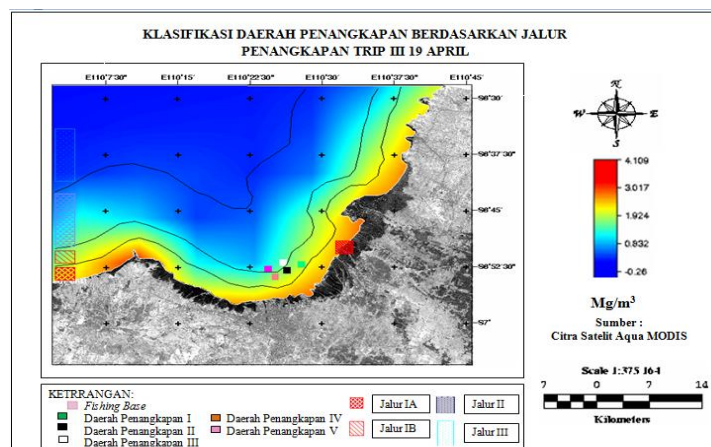 KLASIFIKASI DAERAH PENANGKAPAN BERDASARKAN JALUR
PENANGKAPAN TRIP III 19 APRIL
E110°7'30" E110°15' E110°22'30" E110°30' E110°37'30" E110°45'
S6°30'
S6°37'30"
S6°45'
S6°52'30"
S7°
N
W E
S
4.109
3.017
1.924
0.832
-0.26
Mg/m³
Sumber :
Citra Satelit Aqua MODIS
Scale 1:375 164
7 0 7 14
Kilometers
KETRRANGAN:
Fishing Base
Daerah Penangkapan I
Daerah Penangkapan II
Daerah Penangkapan III
Daerah Penangkapan IV
Daerah Penangkapan V
Jalur IA
Jalur IB
Jalur II
Jalur III